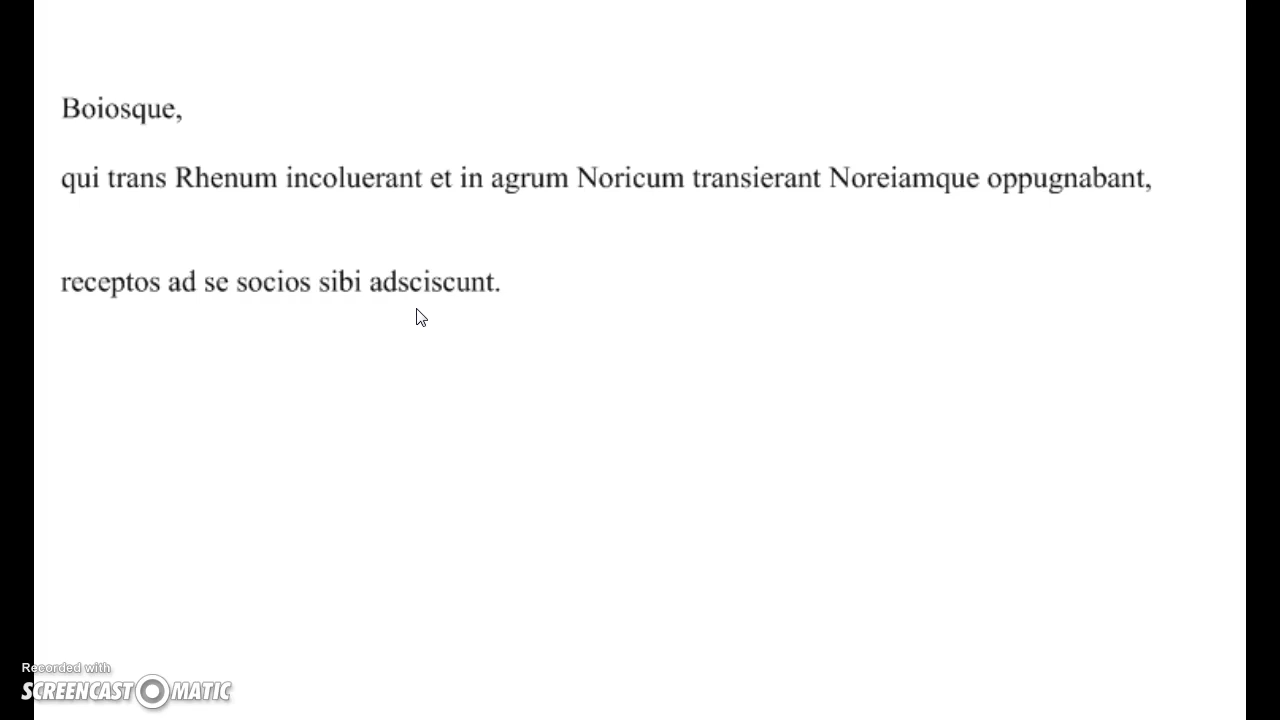 Boiosque,
qui trans Rhenum incoluerant et in agrum Noricum transierant Noreiamque oppugnabant,
receptos ad se socios sibi adsciscunt.
Recorded with
SCREENCAST MATIC